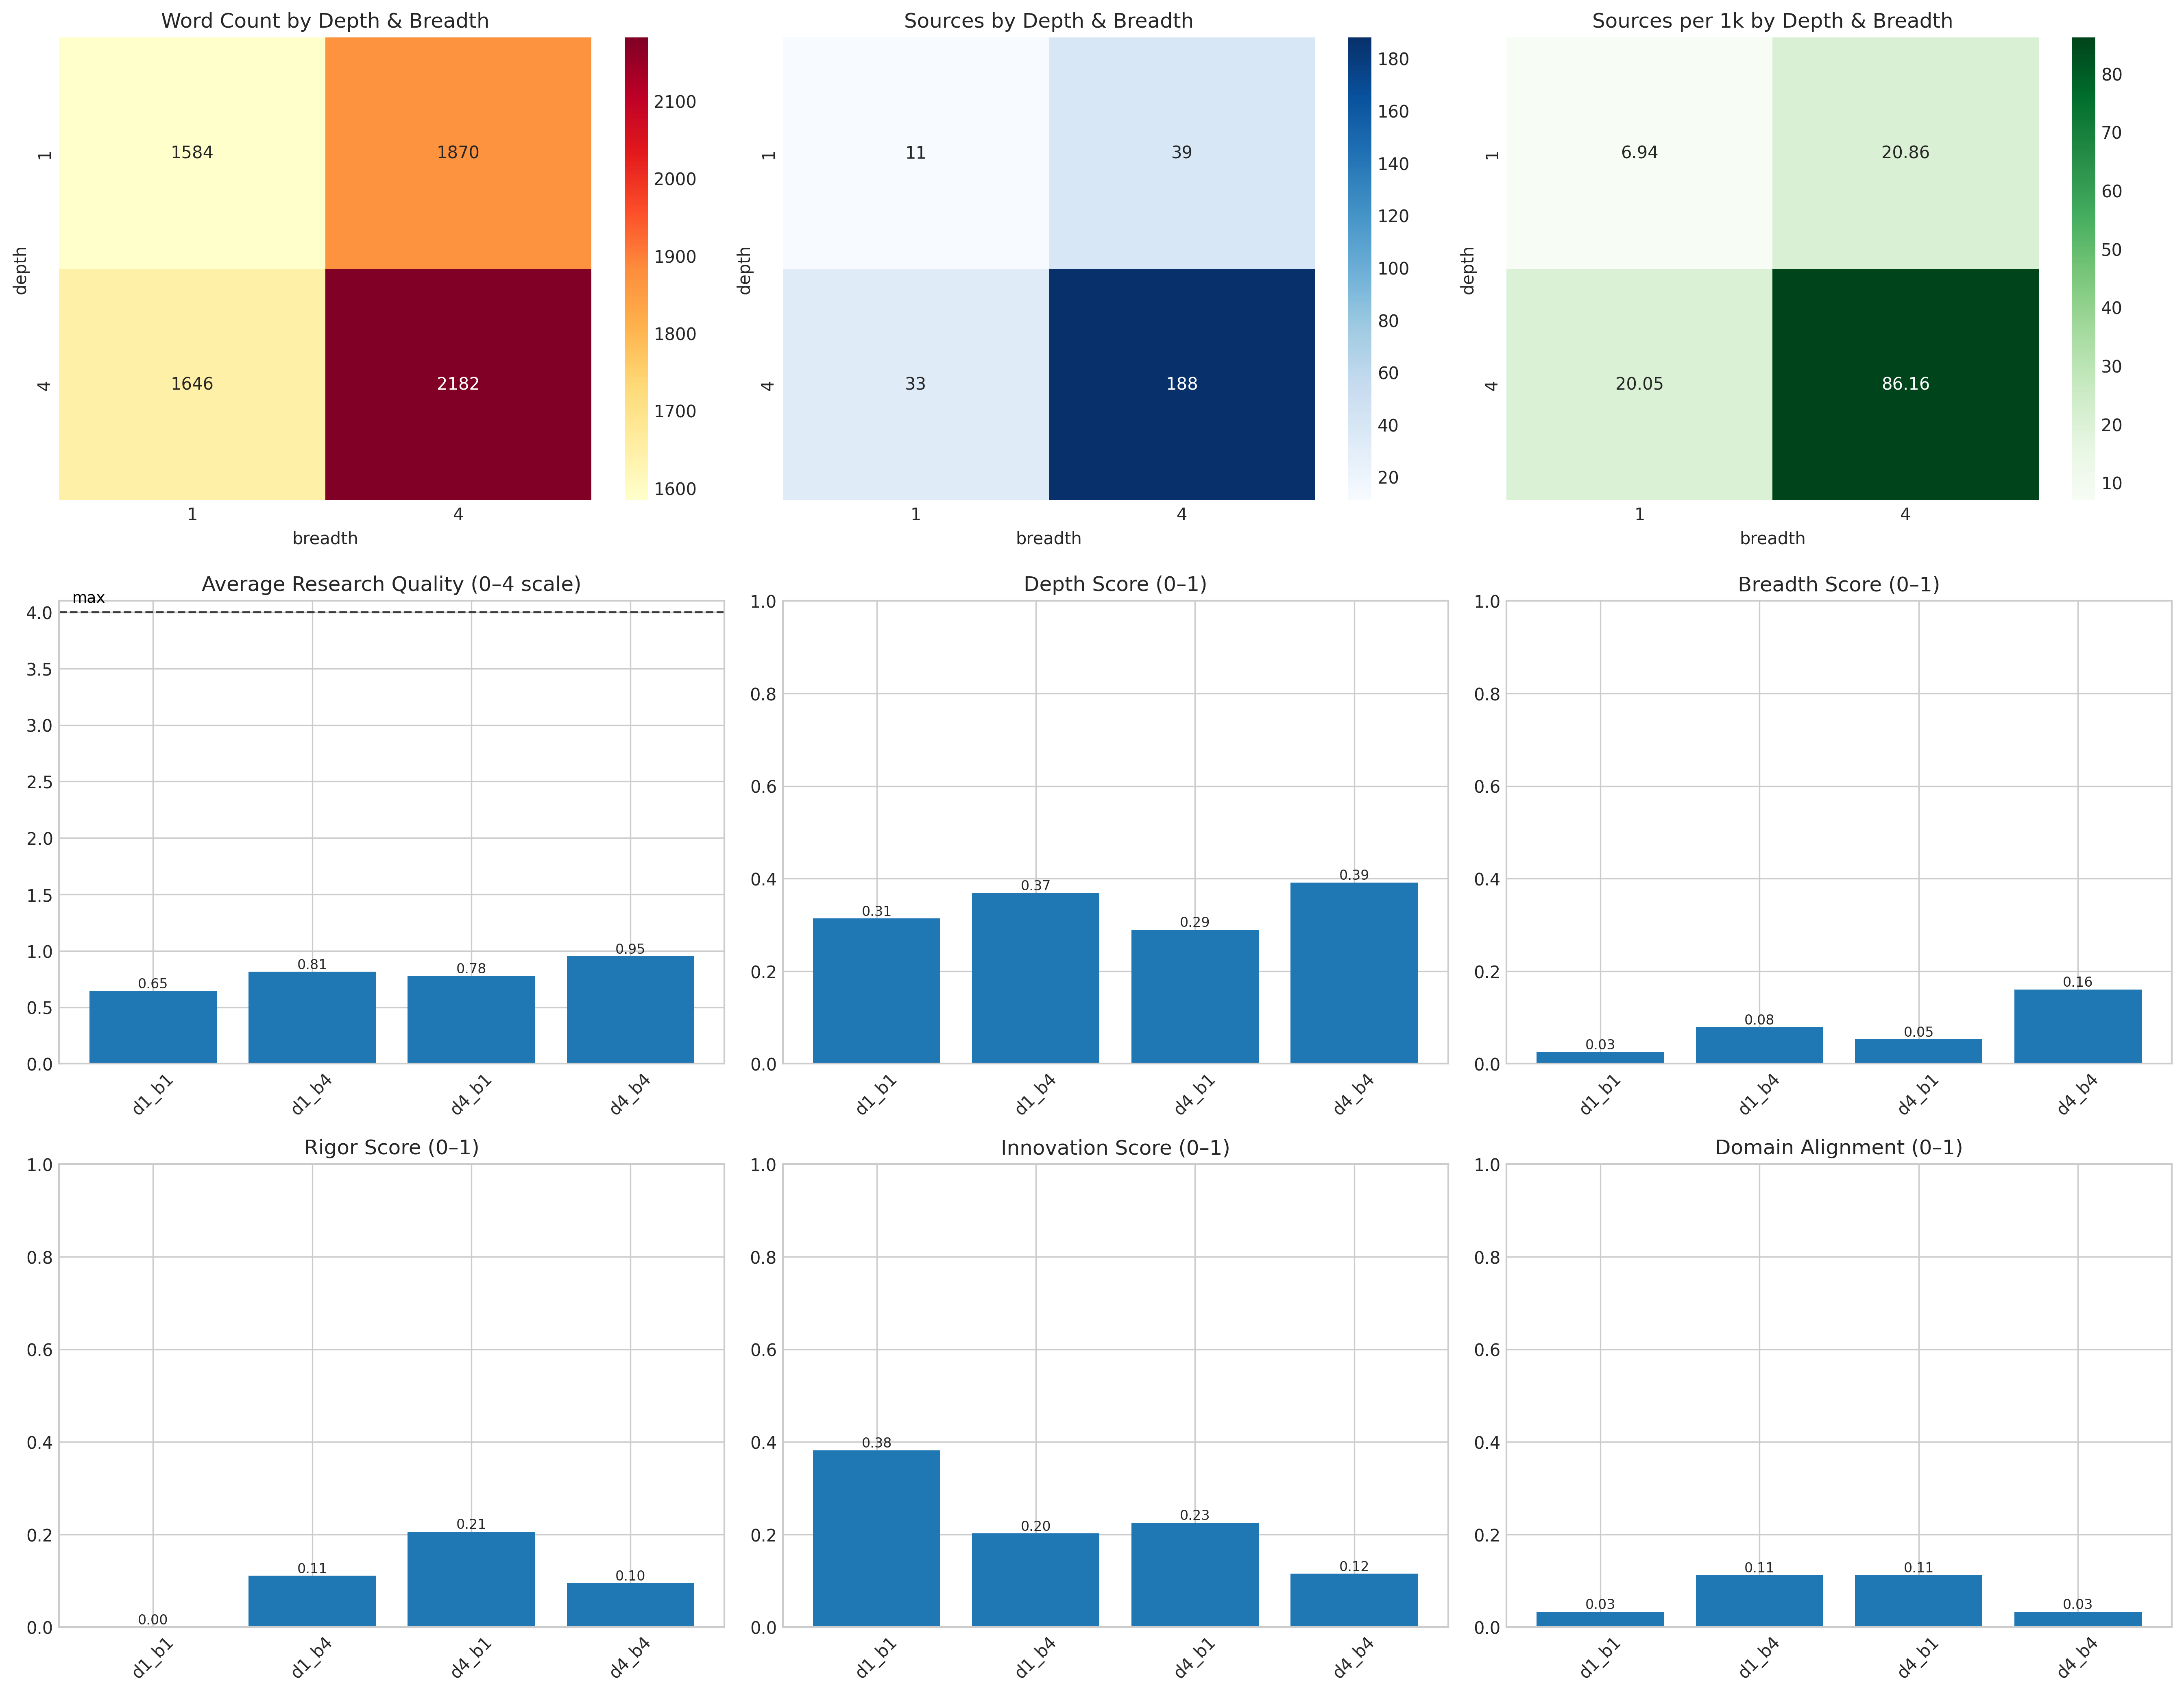 Word Count by Depth & Breadth
1584 1870
1646 2182
1 4
depth
1 4
breadth
2100
2000
1900
1800
1700
1600
Sources by Depth & Breadth
11 39
33 188
1 4
depth
1 4
breadth
180
160
140
120
100
80
60
40
20
Sources per 1k by Depth & Breadth
6.94 20.86
20.05 86.16
1 4
depth
1 4
breadth
80
70
60
50
40
30
20
10
Average Research Quality (0–4 scale)
max
4.0
3.5
3.0
2.5
2.0
1.5
1.0
0.5
0.0
0.65 0.81 0.78 0.95
d1_b1 d1_b4 d4_b1 d4_b4
Depth Score (0–1)
1.0
0.8
0.6
0.4
0.2
0.0
0.31 0.37 0.29 0.39
d1_b1 d1_b4 d4_b1 d4_b4
Breadth Score (0–1)
1.0
0.8
0.6
0.4
0.2
0.0
0.03 0.08 0.05 0.16
d1_b1 d1_b4 d4_b1 d4_b4
Rigor Score (0–1)
1.0
0.8
0.6
0.4
0.2
0.0
0.00 0.11 0.21 0.10
d1_b1 d1_b4 d4_b1 d4_b4
Innovation Score (0–1)
1.0
0.8
0.6
0.4
0.2
0.0
0.38 0.20 0.23 0.12
d1_b1 d1_b4 d4_b1 d4_b4
Domain Alignment (0–1)
1.0
0.8
0.6
0.4
0.2
0.0
0.03 0.11 0.11 0.03
d1_b1 d1_b4 d4_b1 d4_b4